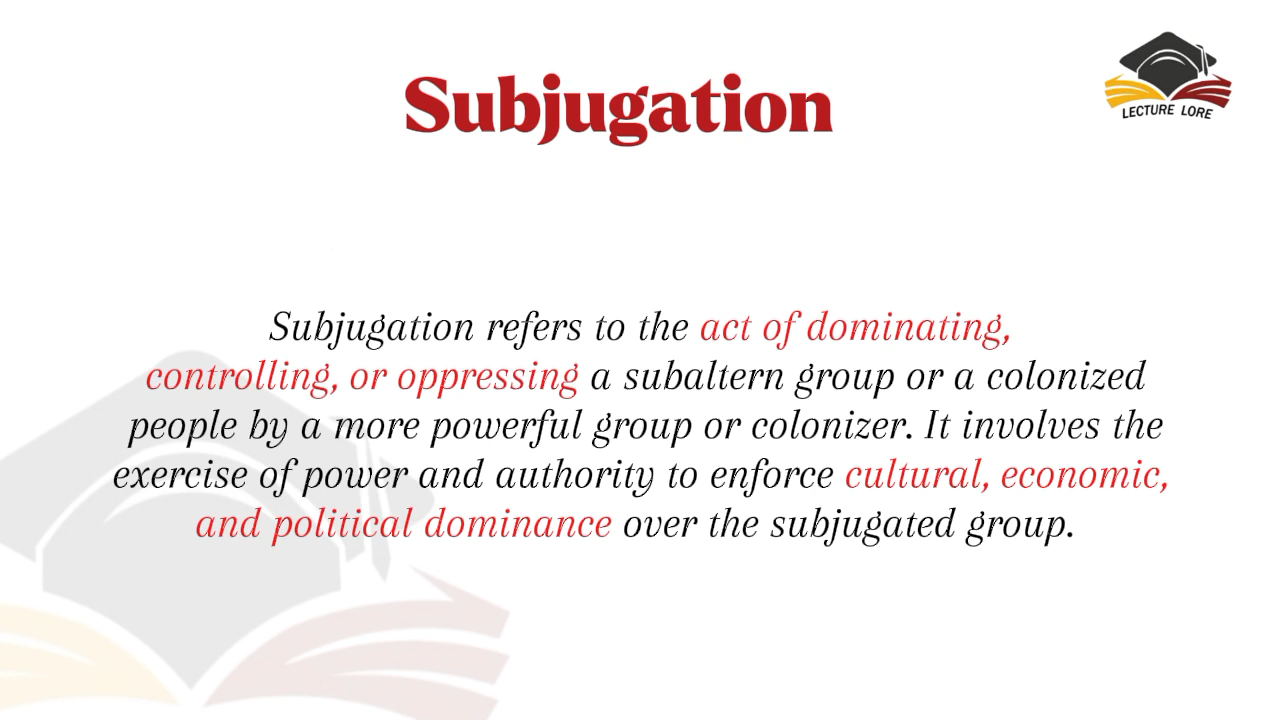 Subjugation
LECTURE LORE
Subjugation refers to the act of dominating,
controlling, or oppressing a subaltern group or a colonized
people by a more powerful group or colonizer. It involves the
exercise of power and authority to enforce cultural, economic,
and political dominance over the subjugated group.